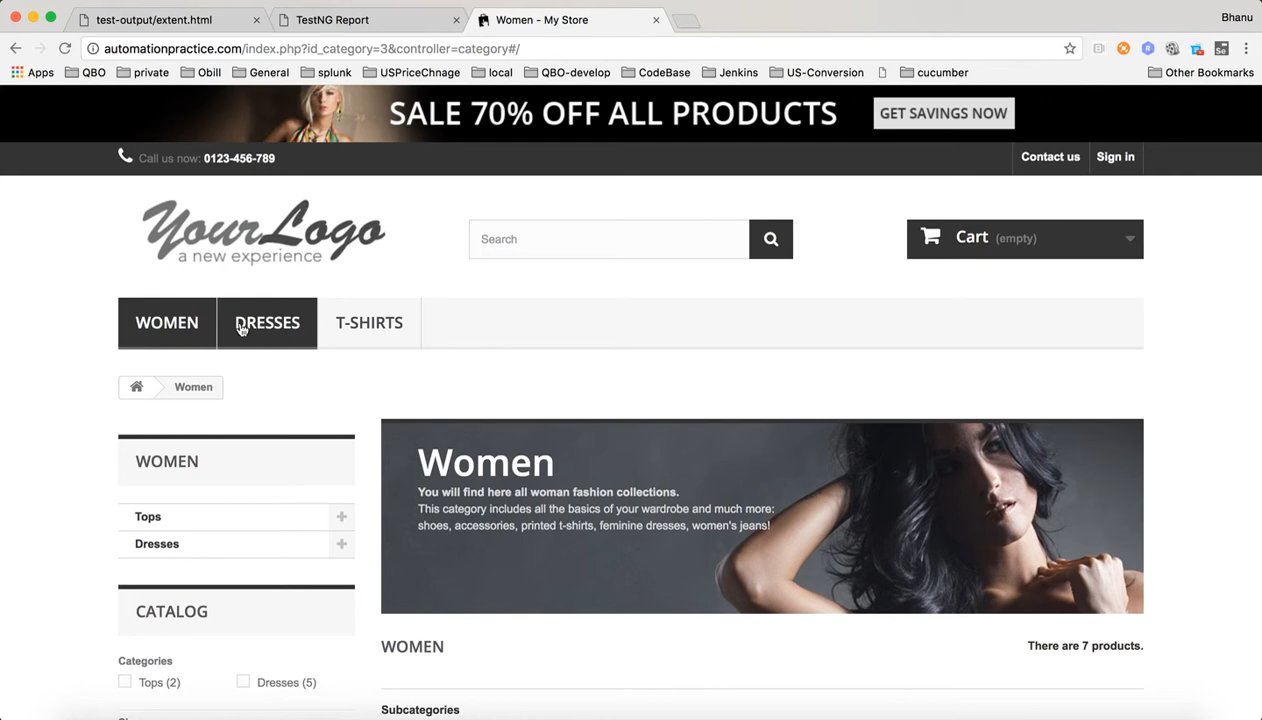 test-output/extent.html
TestNG Report
Women - My Store
Bhanu
automationpractice.com/index.php?id_category=3&controller=category#/
Apps QBO private Obill General splunk USPriceChnage local QBO-develop CodeBase Jenkins US-Conversion cucumber Other Bookmarks
SALE 70% OFF ALL PRODUCTS GET SAVINGS NOW
Call us now: 0123-456-789 Contact us Sign in
YourLogo
a new experience
Search
Cart (empty)
WOMEN DRESSES T-SHIRTS
Women
WOMEN
Tops
Dresses
CATALOG
Categories
Tops (2) Dresses (5)
Women
You will find here all woman fashion collections.
This category includes all the basics of your wardrobe and much more:
shoes, accessories, printed t-shirts, feminine dresses, women's jeans!
WOMEN There are 7 products.
Subcategories